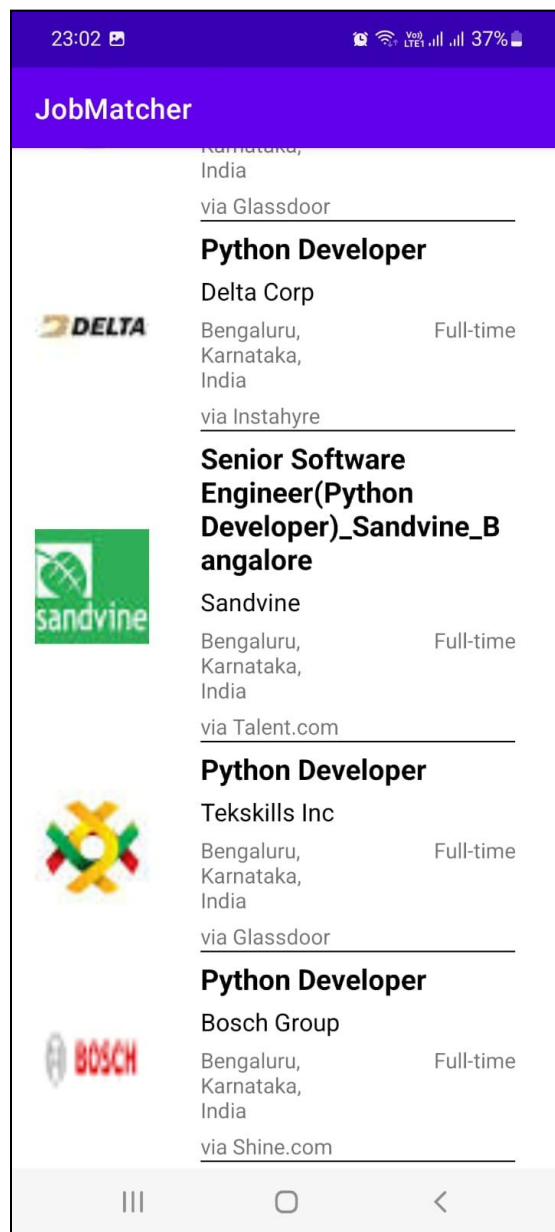 23:02
Vo))
LTE1
37%
JobMatcher
Karnataka,
India
via Glassdoor
Python Developer
Delta Corp
DELTA
Bengaluru,
Full-time
Karnataka,
India
via Instahyre
Senior Software
Engineer(Python
Developer)_Sandvine_B
angalore
sandvine
Sandvine
Bengaluru,
Full-time
Karnataka,
India
via Talent.com
Python Developer
Tekskills Inc
Bengaluru,
Full-time
Karnataka,
India
via Glassdoor
Python Developer
Bosch Group
BOSCH
Bengaluru,
Full-time
Karnataka,
India
via Shine.com